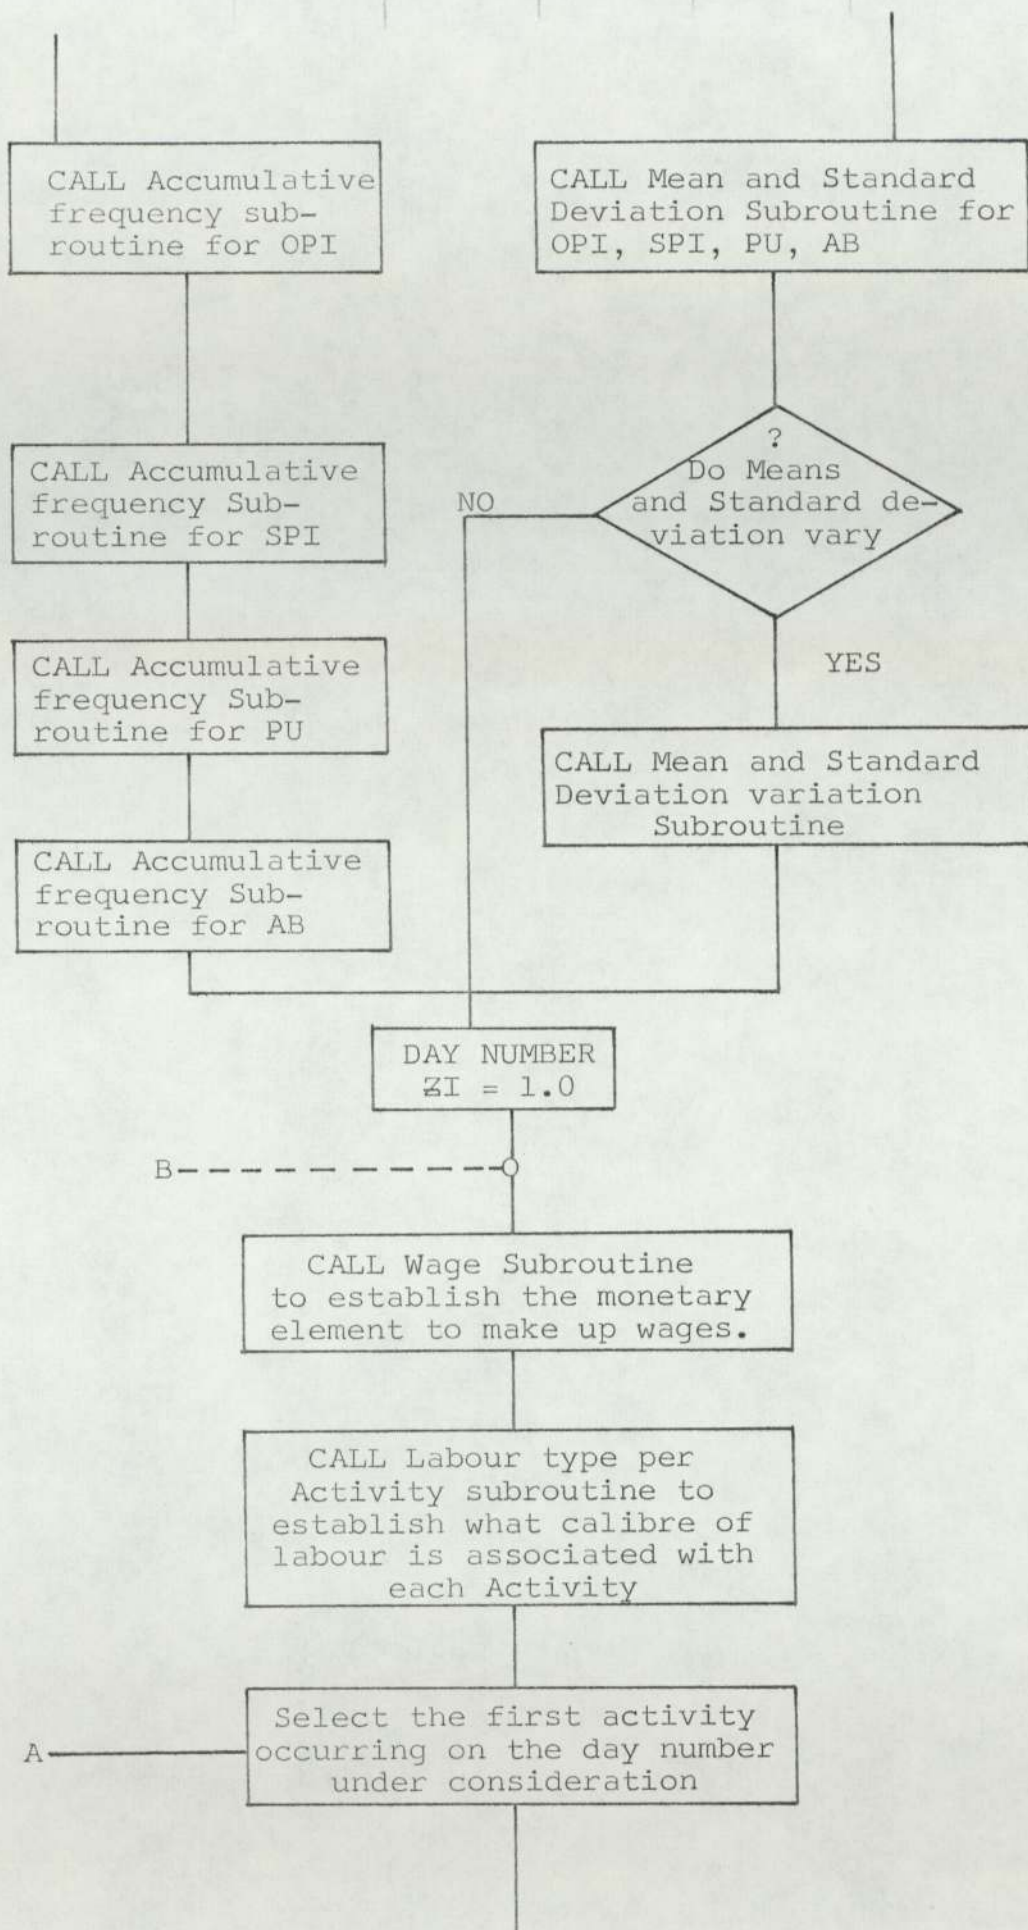 CALL Accumulative
frequency sub-
routine for OPI
CALL Accumulative
frequency Sub-
routine for SPI
CALL Accumulative
frequency Sub-
routine for PU
CALL Accumulative
frequency Sub-
routine for AB
CALL Mean and Standard
Deviation Subroutine for
OPI, SPI, PU, AB
?
Do Means
and Standard de-
viation vary
NO
YES
CALL Mean and Standard
Deviation variation
Subroutine
DAY NUMBER
ZI = 1.0
B
CALL Wage Subroutine
to establish the monetary
element to make up wages.
CALL Labour type per
Activity subroutine to
establish what calibre of
labour is associated with
each Activity
A
Select the first activity
occurring on the day number
under consideration